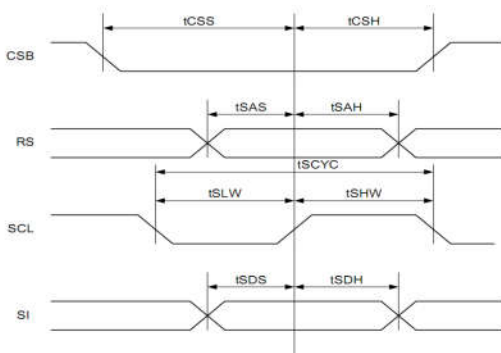 tCSS tCSH
CSB
tSAS tSAH
RS
tSCYC
tSLW tSHW
SCL
tSDS tSDH
SI